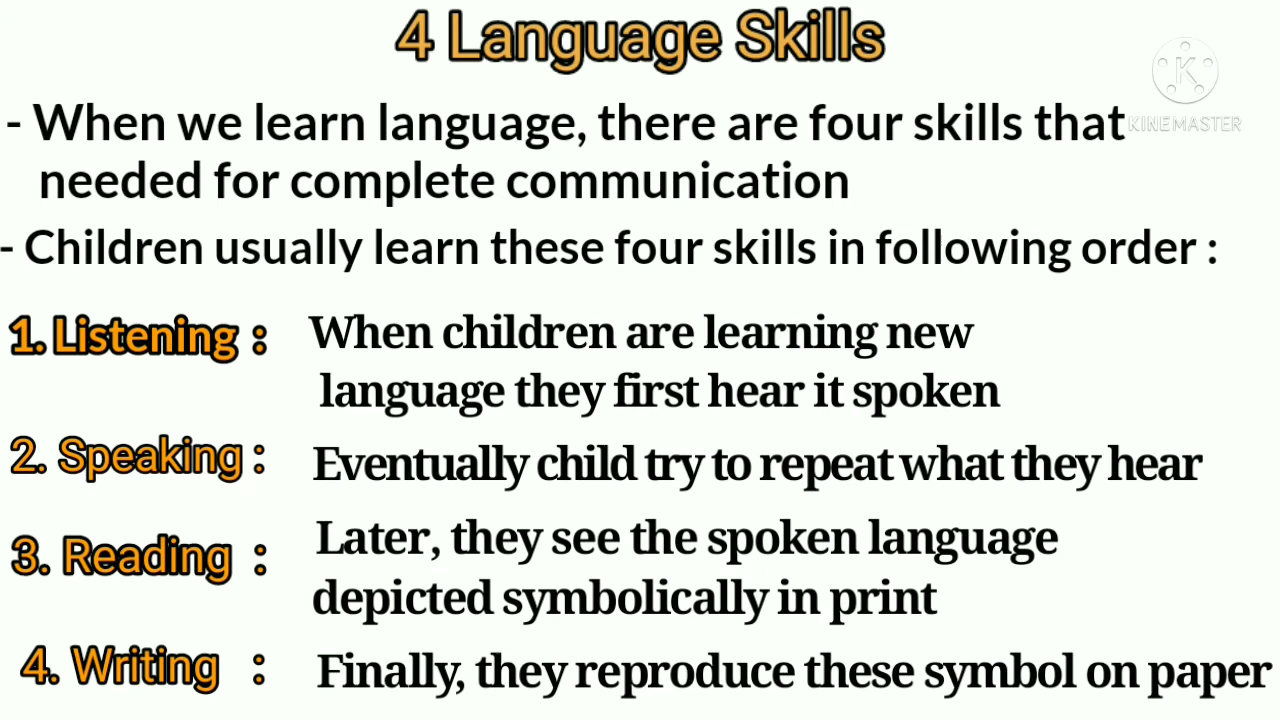 4 Language Skills
K
KINEMASTER
- When we learn language, there are four skills that
needed for complete communication
- Children usually learn these four skills in following order :
1. Listening : When children are learning new
language they first hear it spoken
2. Speaking : Eventually child try to repeat what they hear
3. Reading : Later, they see the spoken language
depicted symbolically in print
4. Writing : Finally, they reproduce these symbol on paper